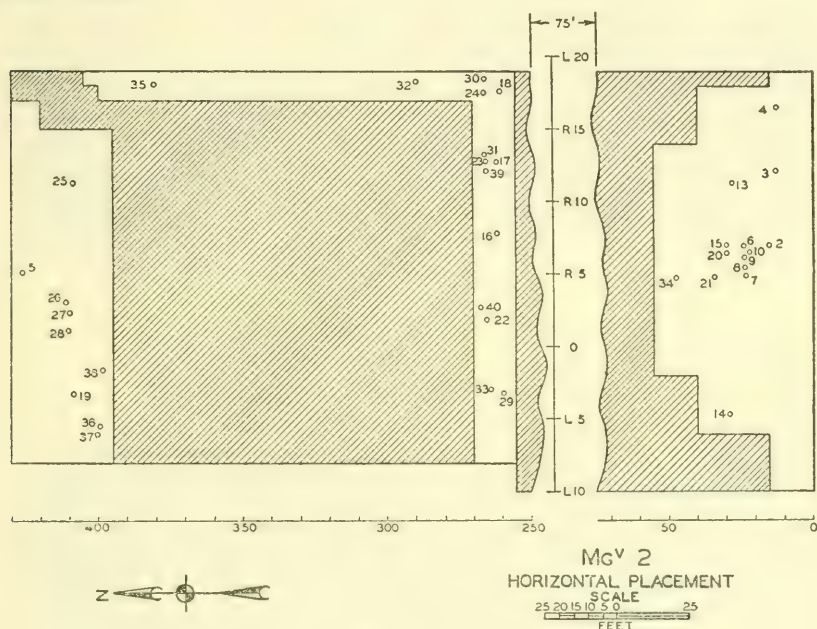 75'
L 20
35 32 30 18
24
4
R 15
31
23 17
39
3
25 13
R 10
16 15 6 2
20 10
9
5 R 5 8
34 21 7
26
27 40
28 22
0
38
19 33 29
L 5 14
36
37
L 10
400 350 300 250 50 0
MGV 2
HORIZONTAL PLACEMENT
SCALE
25 20 15 10 5 0 25
FEET
N